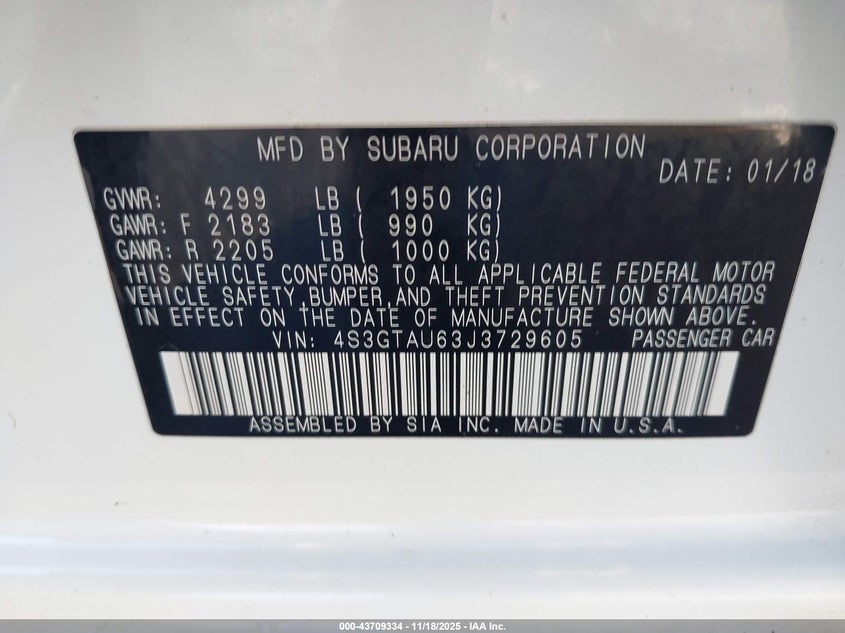 MFD BY SUBARU CORPORATION
DATE: 01/18
GVWR: 4299 LB ( 1950 KG)
GAWR: F 2183 LB ( 990 KG)
GAWR: R 2205 LB ( 1000 KG)
THIS VEHICLE CONFORMS TO ALL APPLICABLE FEDERAL MOTOR
VEHICLE SAFETY,BUMPER,AND THEFT PREVENTION STANDARDS
IN EFFECT ON THE DATE OF MANUFACTURE SHOWN ABOVE.
VIN: 4S3GTAU63J3729605 PASSENGER CAR
ASSEMBLED BY SIA INC. MADE IN U.S.A.
000-43709334 - 11/18/2025 - IAA Inc.